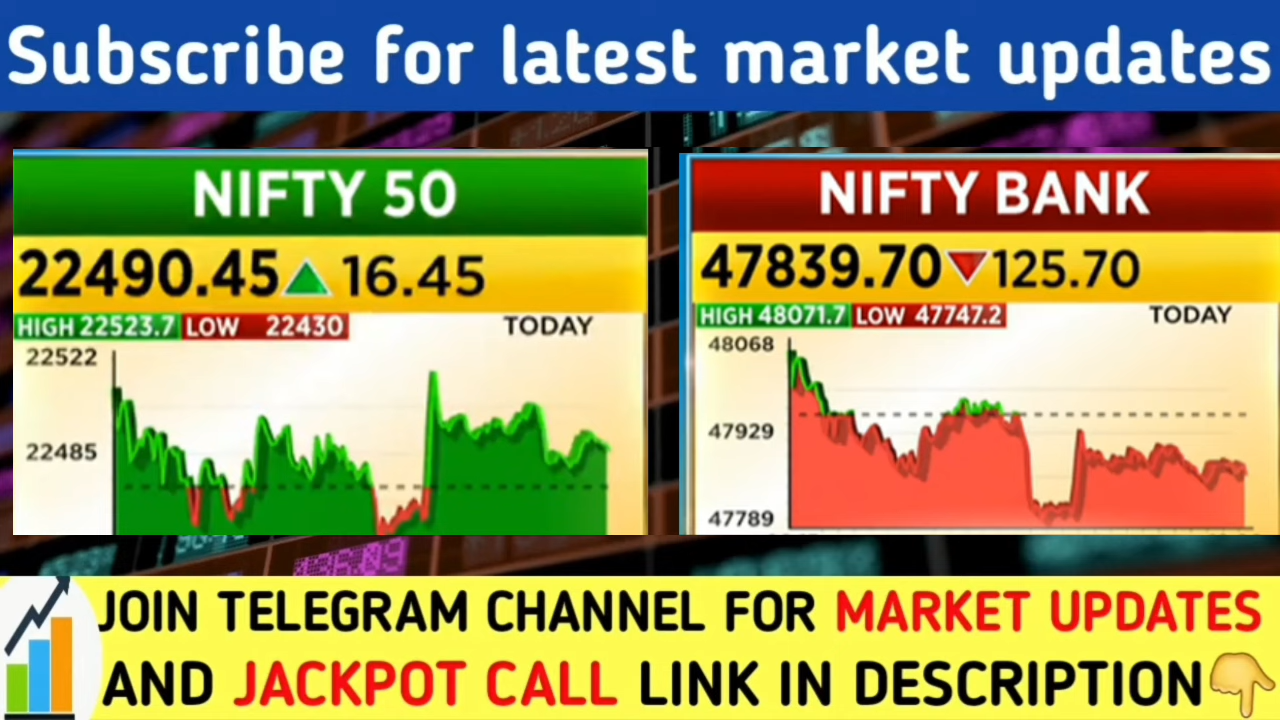 Subscribe for latest market updates
NIFTY 50
22490.45 ▲ 16.45
HIGH 22523.7 LOW 22430 TODAY
22522
22485
NIFTY BANK
47839.70 ▼ 125.70
HIGH 48071.7 LOW 47747.2 TODAY
48068
47929
47789
JOIN TELEGRAM CHANNEL FOR MARKET UPDATES
AND JACKPOT CALL LINK IN DESCRIPTION👇